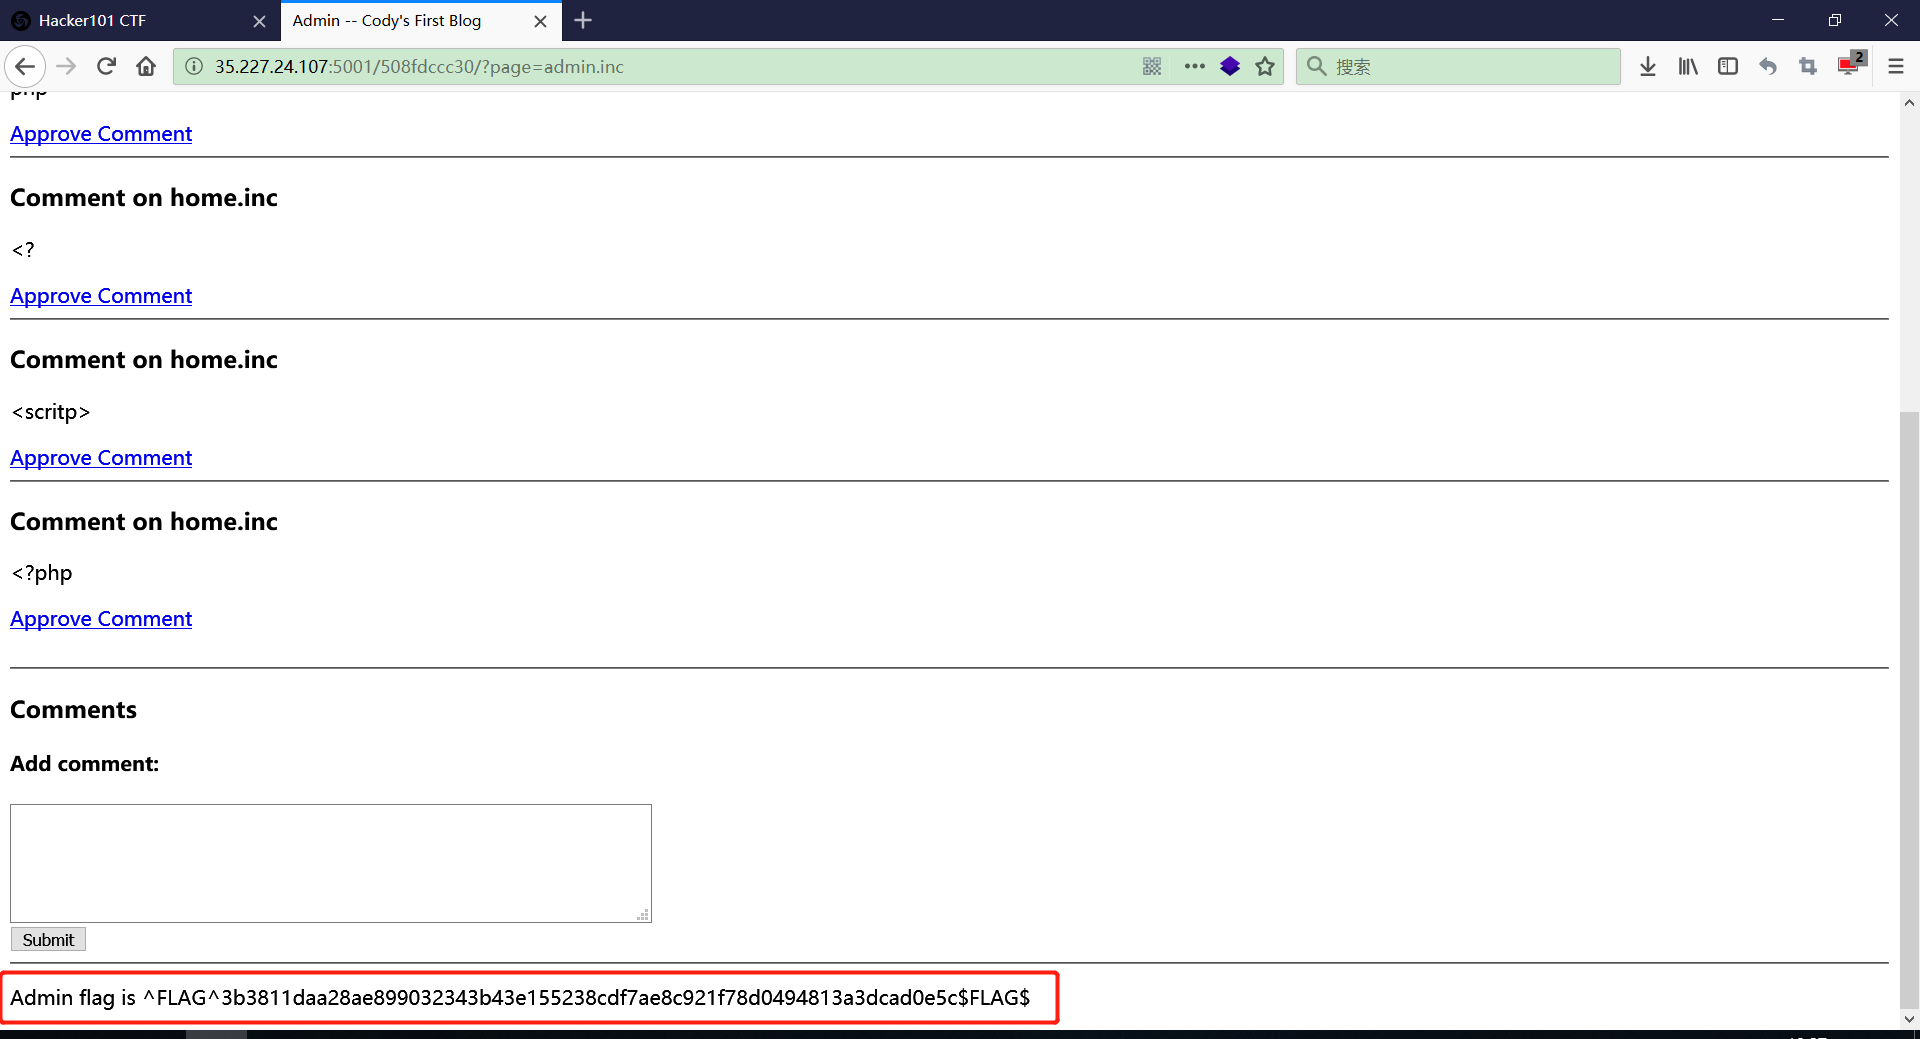 Hacker101 CTF
Admin -- Cody's First Blog
35.227.24.107:5001/508fdccc30/?page=admin.inc
搜索
2
php
Approve Comment
Comment on home.inc
<?
Approve Comment
Comment on home.inc
<scritp>
Approve Comment
Comment on home.inc
<?php
Approve Comment
Comments
Add comment:
Submit
Admin flag is ^FLAG^3b3811daa28ae899032343b43e155238cdf7ae8c921f78d0494813a3dcad0e5c$FLAG$